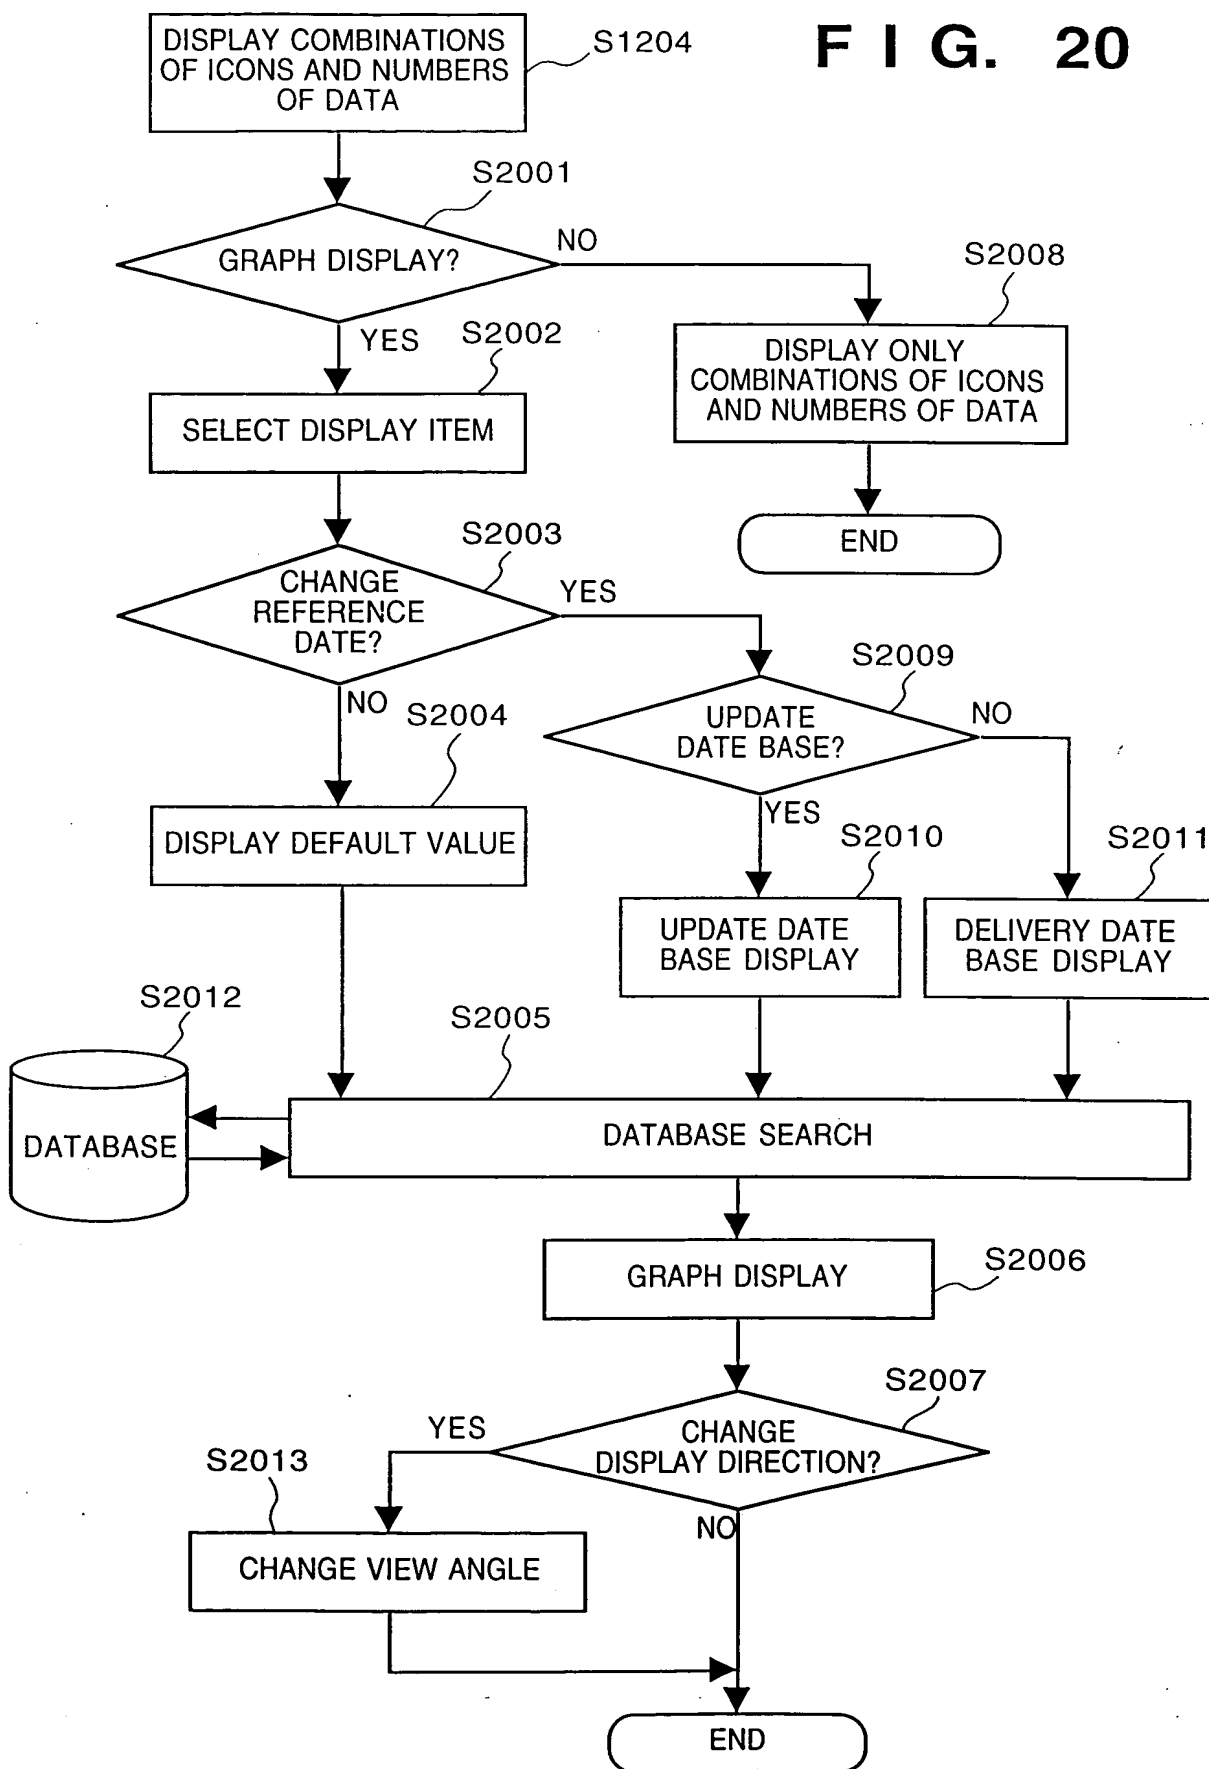 FIG. 20
DISPLAY COMBINATIONS
OF ICONS AND NUMBERS
OF DATA
S1204
S2001
GRAPH DISPLAY?
NO
YES
S2008
DISPLAY ONLY
COMBINATIONS OF ICONS
AND NUMBERS OF DATA
END
S2002
SELECT DISPLAY ITEM
S2003
CHANGE
REFERENCE
DATE?
YES
NO
S2009
UPDATE
DATE BASE?
NO
YES
S2004
DISPLAY DEFAULT VALUE
S2010
UPDATE DATE
BASE DISPLAY
S2011
DELIVERY DATE
BASE DISPLAY
S2012
DATABASE
S2005
DATABASE SEARCH
S2006
GRAPH DISPLAY
S2007
CHANGE
DISPLAY DIRECTION?
YES
NO
S2013
CHANGE VIEW ANGLE
END